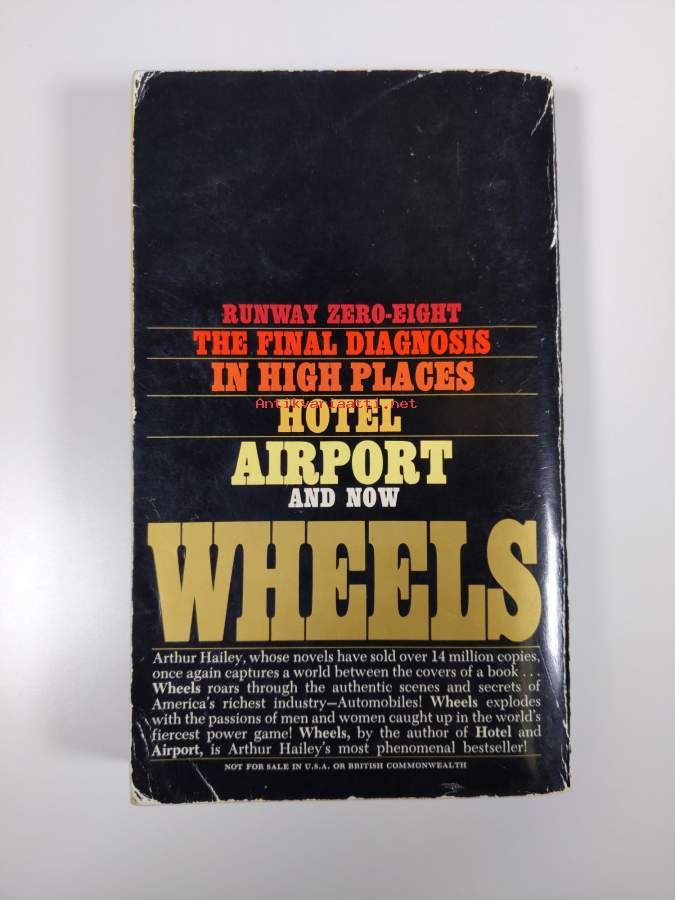 RUNWAY ZERO-EIGHT
THE FINAL DIAGNOSIS
IN HIGH PLACES
Antikvariaatti.net
HOTEL
AIRPORT
AND NOW
WHEELS
Arthur Hailey, whose novels have sold over 14 million copies,
once again captures a world between the covers of a book . . .
Wheels roars through the authentic scenes and secrets of
America's richest industry—Automobiles! Wheels explodes
with the passions of men and women caught up in the world's
fiercest power game! Wheels, by the author of Hotel and
Airport, is Arthur Hailey's most phenomenal bestseller!
NOT FOR SALE IN U.S.A. OR BRITISH COMMONWEALTH